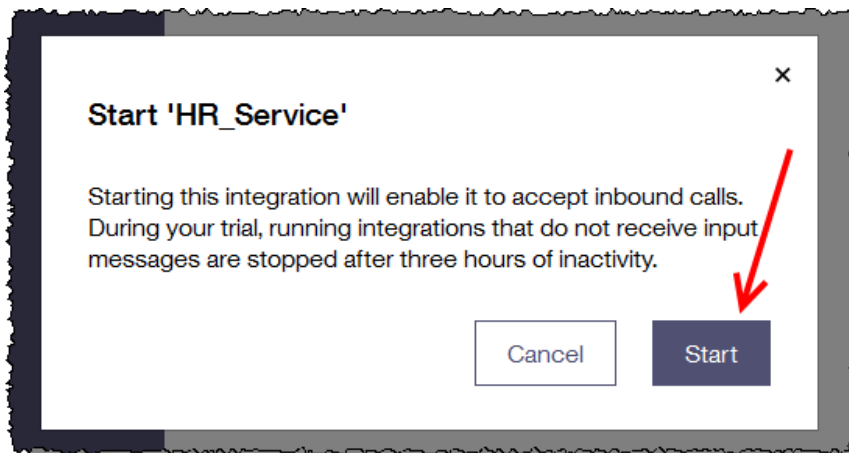 ×
Start 'HR_Service'
Starting this integration will enable it to accept inbound calls.
During your trial, running integrations that do not receive input
messages are stopped after three hours of inactivity.
Cancel
Start